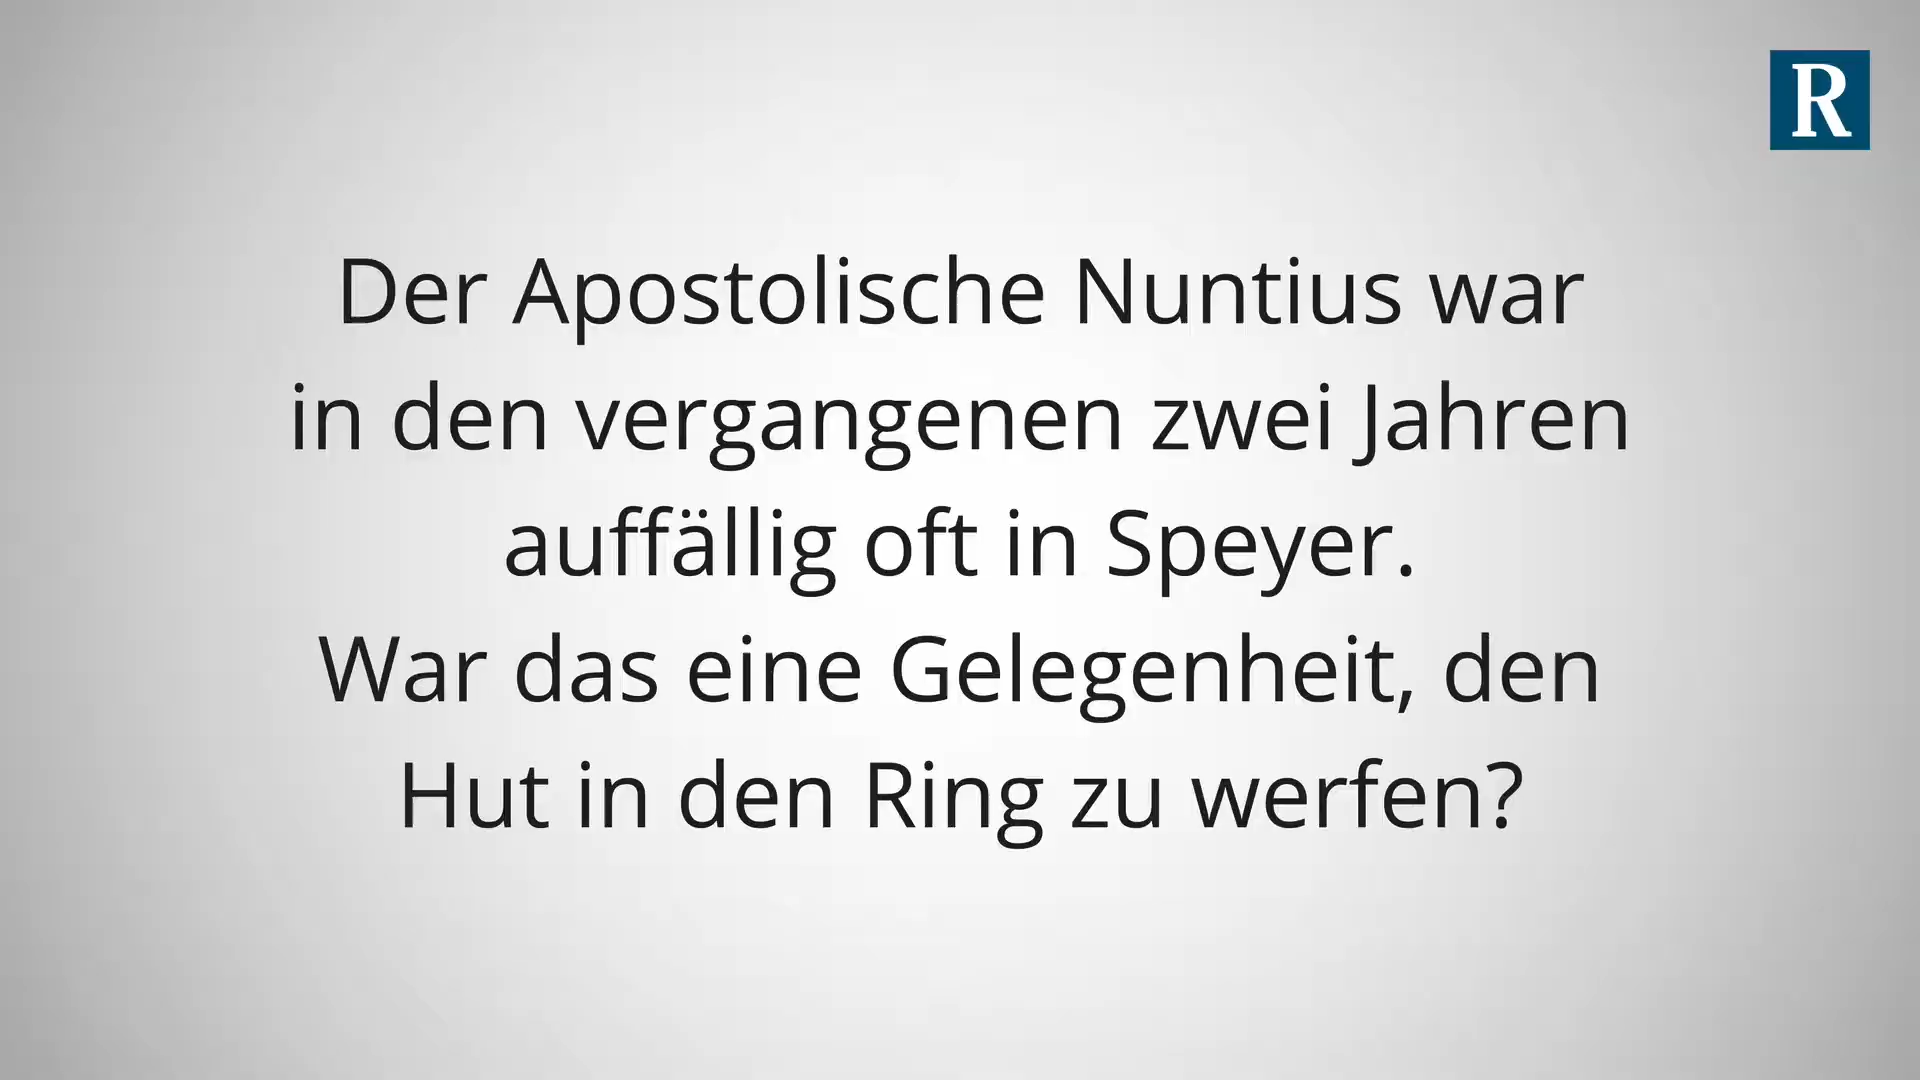 R
Der Apostolische Nuntius war
in den vergangenen zwei Jahren
auffällig oft in Speyer.
War das eine Gelegenheit, den
Hut in den Ring zu werfen?